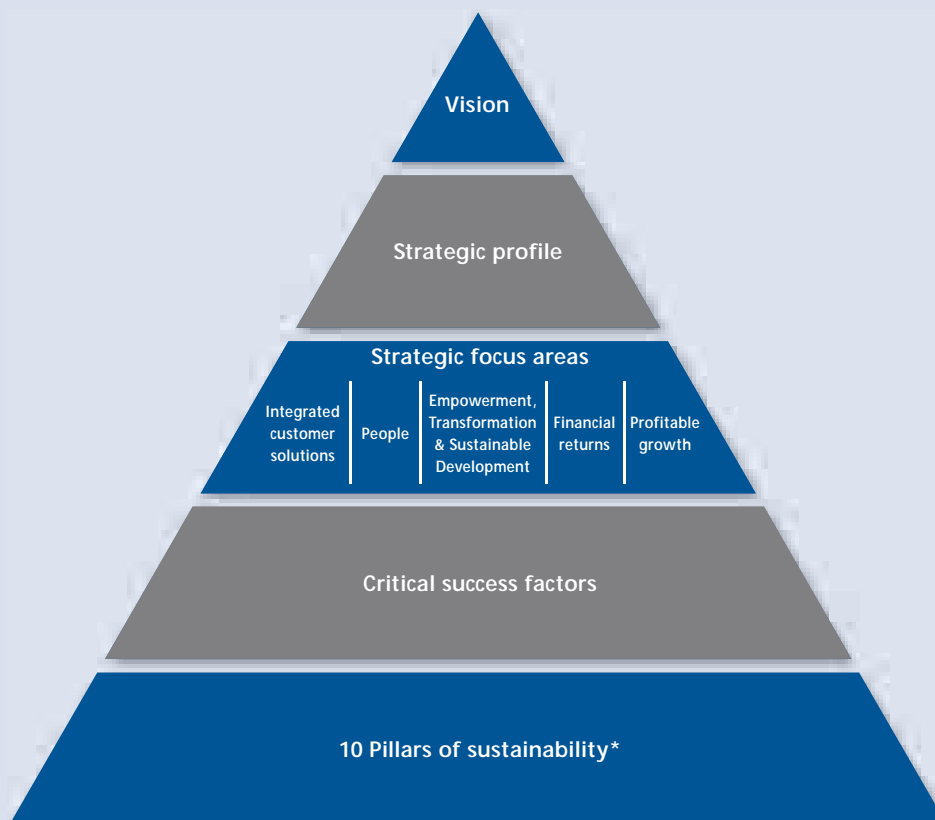 Vision
Strategic profile
Strategic focus areas
Integrated
customer
solutions
People
Empowerment,
Transformation
& Sustainable
Development
Financial
returns
Profitable
growth
Critical success factors
10 Pillars of sustainability*